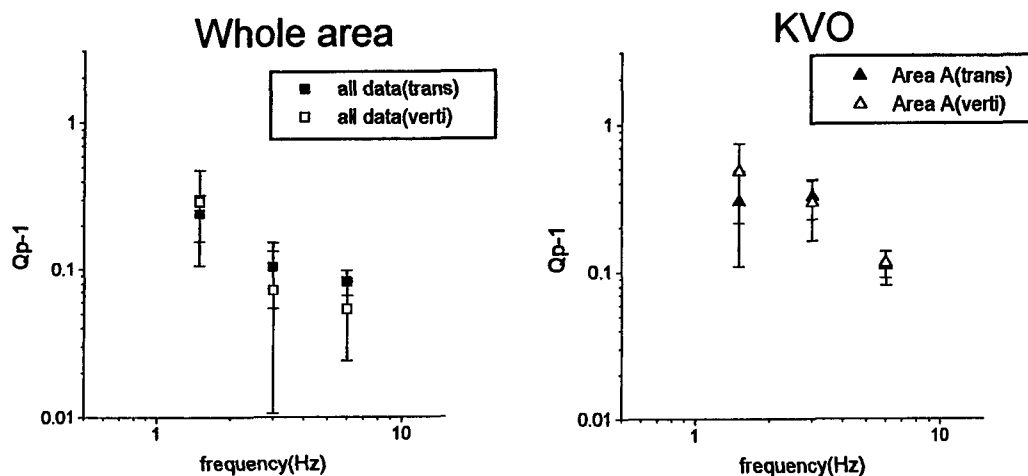 Whole area
all data(trans)
all data(verti)
1
0.1
0.01
Qp-1
1
10
frequency(Hz)
KVO
Area A(trans)
Area A(verti)
1
0.1
0.01
Qp-1
1
10
frequency(Hz)